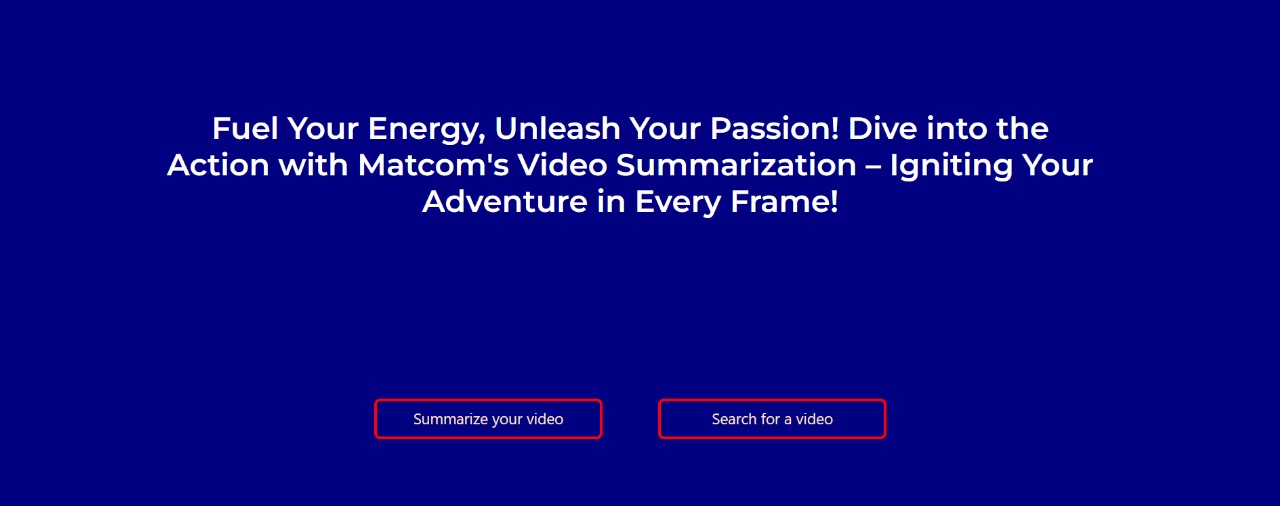 Fuel Your Energy, Unleash Your Passion! Dive into the
Action with Matcom's Video Summarization – Igniting Your
Adventure in Every Frame!
Summarize your video
Search for a video